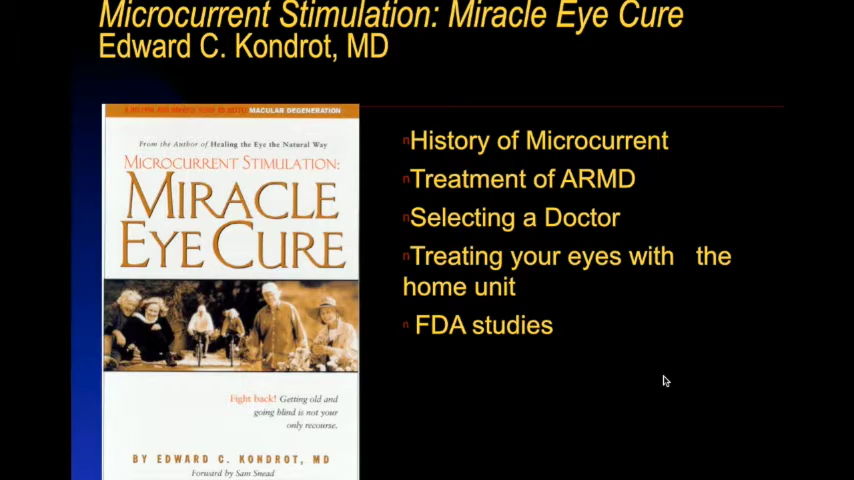 Microcurrent Stimulation: Miracle Eye Cure
Edward C. Kondrot, MD
MACULAR DEGENERATION
From the Author of Healing the Eye the Natural Way
MICROCURRENT STIMULATION:
MIRACLE
EYE CURE
Fight back! Getting old and
going blind is not your
only recourse.
BY EDWARD C. KONDROT, MD
Forward by Sam Snead
History of Microcurrent
Treatment of ARMD
Selecting a Doctor
Treating your eyes with the
home unit
FDA studies